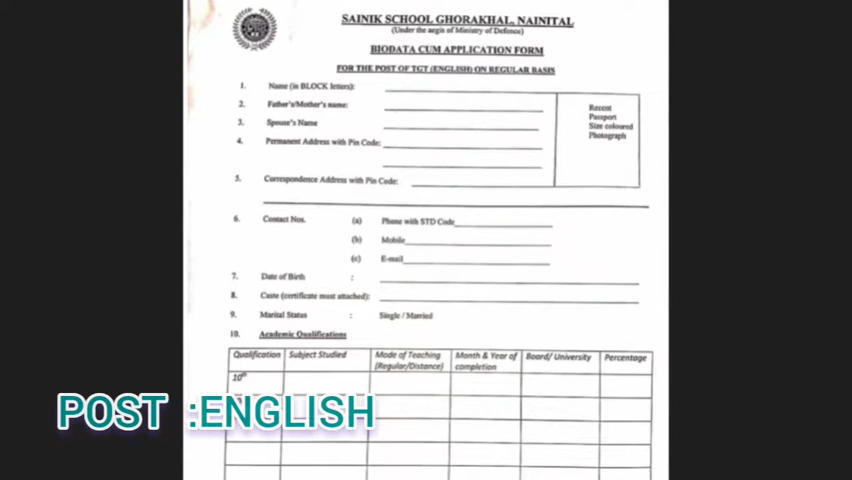 SAINIK SCHOOL GHORAKHAL, NAINITAL
(Under the aegis of Ministry of Defence)
BIODATA CUM APPLICATION FORM
FOR THE POST OF TGT (ENGLISH) ON REGULAR BASIS
1. Name (in BLOCK letters):
2. Father's/Mother's name:
3. Spouse's Name
4. Permanent Address with Pin Code:
Recent
Passport
Size coloured
Photograph
5. Correspondence Address with Pin Code:
6. Contact Nos. (a) Phone with STD Code
(b) Mobile
(c) E-mail
7. Date of Birth :
8. Caste (certificate must attached):
9. Marital Status : Single / Married
10. Academic Qualifications
Qualification Subject Studied Mode of Teaching (Regular/Distance) Month & Year of completion Board/ University Percentage
10th
POST :ENGLISH